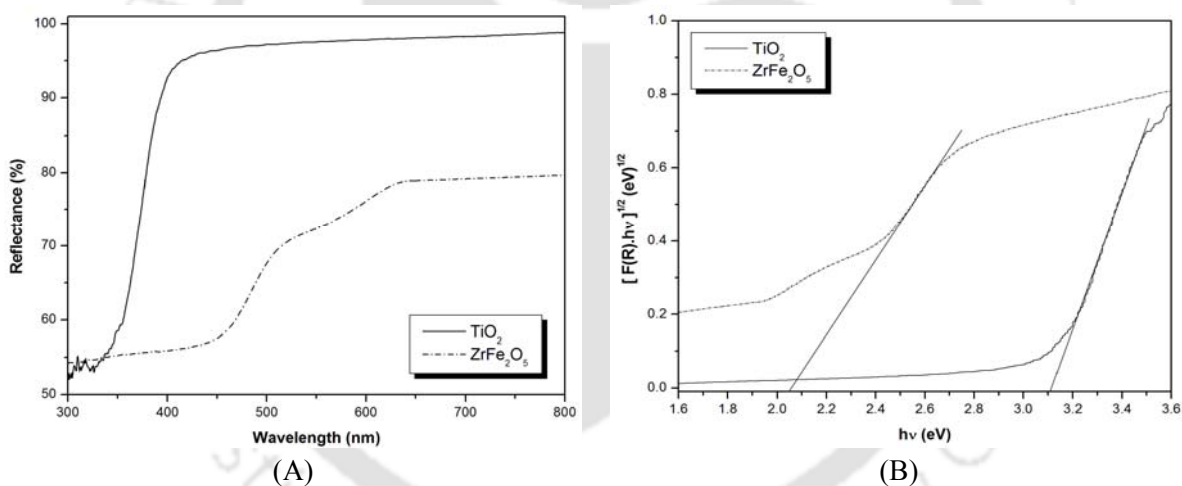 100
90
80
70
60
50
Reflectance (%)
TiO₂
ZrFe₂O₅
300 400 500 600 700 800
Wavelength (nm)
(A)
1.0
0.8
0.6
0.4
0.2
0.0
[ F(R).hν ]^1/2 (eV)^1/2
TiO₂
ZrFe₂O₅
1.6 1.8 2.0 2.2 2.4 2.6 2.8 3.0 3.2 3.4 3.6
hν (eV)
(B)